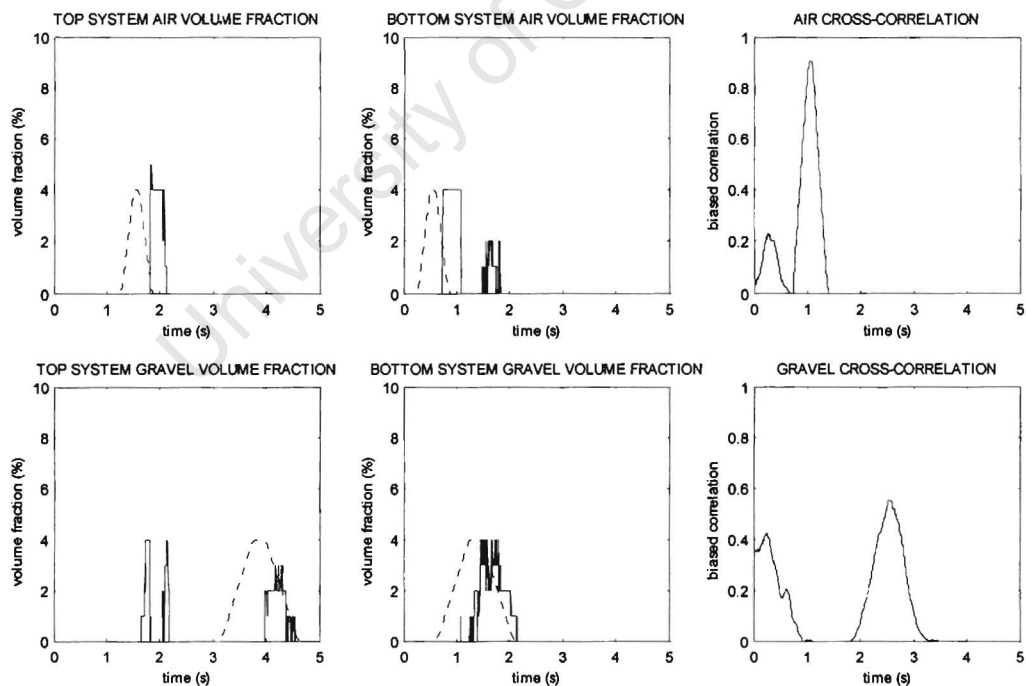 TOP SYSTEM AIR VOLUME FRACTION
volume fraction (%)
10
8
6
4
2
0
0 1 2 3 4 5
time (s)
BOTTOM SYSTEM AIR VOLUME FRACTION
volume fraction (%)
10
8
6
4
2
0
0 1 2 3 4 5
time (s)
AIR CROSS-CORRELATION
biased correlation
1
0.8
0.6
0.4
0.2
0
0 1 2 3 4 5
time (s)
TOP SYSTEM GRAVEL VOLUME FRACTION
volume fraction (%)
10
8
6
4
2
0
0 1 2 3 4 5
time (s)
BOTTOM SYSTEM GRAVEL VOLUME FRACTION
volume fraction (%)
10
8
6
4
2
0
0 1 2 3 4 5
time (s)
GRAVEL CROSS-CORRELATION
biased correlation
1
0.8
0.6
0.4
0.2
0
0 1 2 3 4 5
time (s)
University of